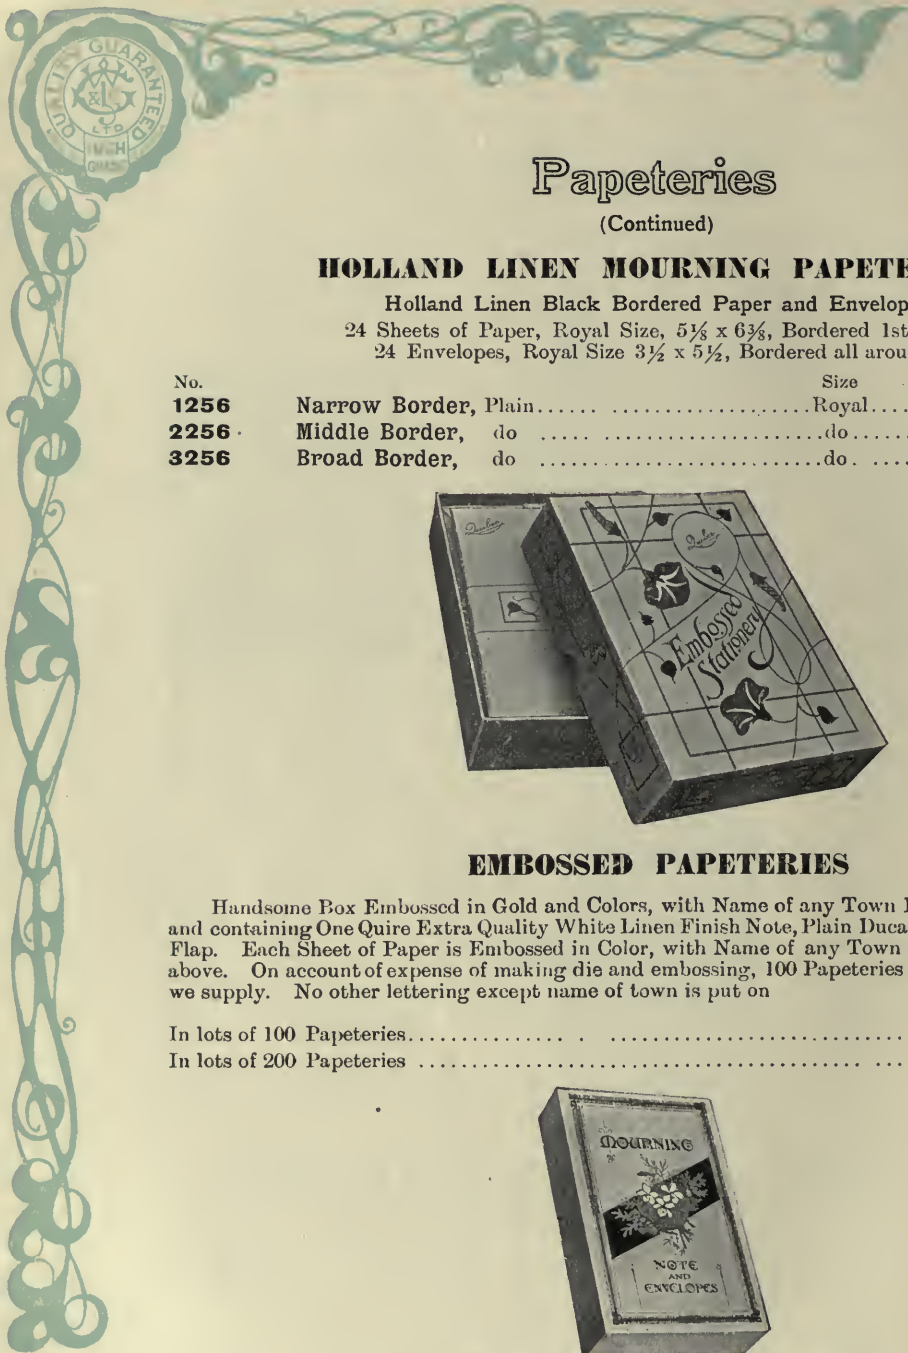 QUALITY GUARANTEED
LTD
Papeteries
(Continued)
HOLLAND LINEN MOURNING PAPETE
Holland Linen Black Bordered Paper and Envelop
24 Sheets of Paper, Royal Size, 5⅛ x 6⅜, Bordered 1st
24 Envelopes, Royal Size 3½ x 5½, Bordered all arou
No. Size
1256 Narrow Border, Plain...... .......................Royal....
2256 Middle Border, do ..... .......................do......
3256 Broad Border, do ............................do. ....
Quebec
Quebec
Embossed
Stationery
EMBOSSED PAPETERIES
Handsome Box Embossed in Gold and Colors, with Name of any Town
and containing One Quire Extra Quality White Linen Finish Note, Plain Duca
Flap. Each Sheet of Paper is Embossed in Color, with Name of any Town
above. On account of expense of making die and embossing, 100 Papeteries
we supply. No other lettering except name of town is put on
In lots of 100 Papeteries............... . ..................................
In lots of 200 Papeteries ............................................. ...
MOURNING
NOTE
AND
ENVELOPES